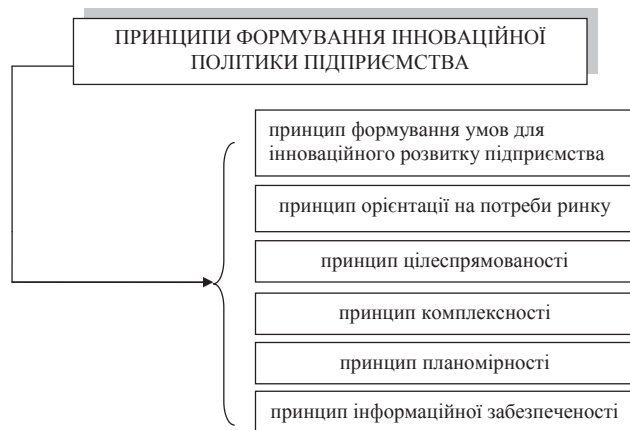 ПРИНЦИПИ ФОРМУВАННЯ ІННОВАЦІЙНОЇ
ПОЛІТИКИ ПІДПРИЄМСТВА
принцип формування умов для
інноваційного розвитку підприємства
принцип орієнтації на потреби ринку
принцип цілеспрямованості
принцип комплексності
принцип планомірності
принцип інформаційної забезпеченості